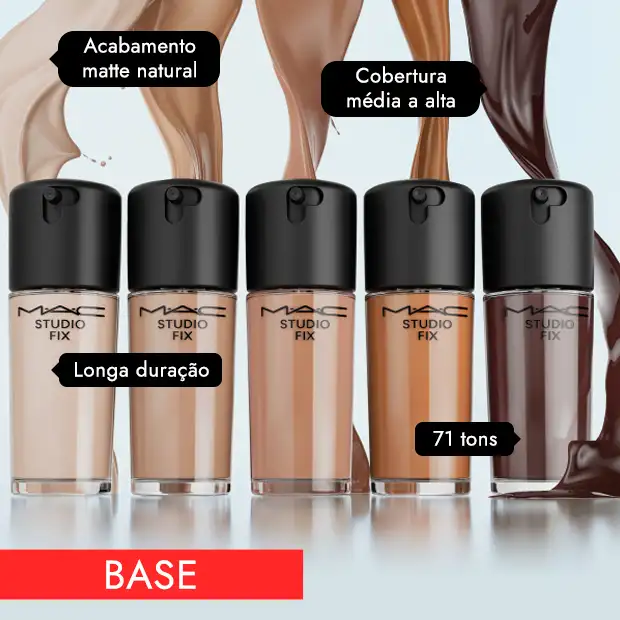 Acabamento
matte natural
Cobertura
média a alta
MAC
STUDIO
FIX
MAC
STUDIO
FIX
MAC
STUDIO
FIX
MAC
STUDIO
FIX
MAC
STUDIO
FIX
Longa duração
71 tons
BASE